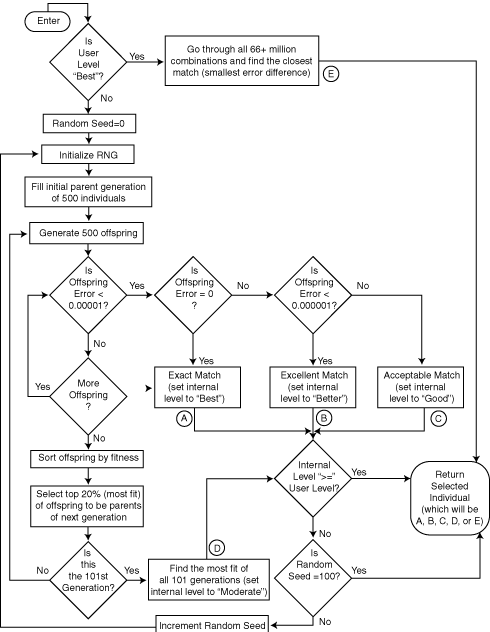 Enter
Is
User
Level
“Best”?
Yes
No
Go through all 66+ million
combinations and find the closest
match (smallest error difference)
E
Random Seed=0
Initialize RNG
Fill initial parent generation
of 500 individuals
Generate 500 offspring
Is
Offspring
Error <
0.00001?
Yes
No
Is
Offspring
Error = 0
?
No
Yes
Is
Offspring
Error <
0.000001?
No
Yes
More
Offspring
?
Yes
No
Exact Match
(set internal
level to “Best”)
A
Excellent Match
(set internal
level to “Better”)
B
Acceptable Match
(set internal
level to “Good”)
C
Sort offspring by fitness
Select top 20% (most fit)
of offspring to be parents
of next generation
Is
this
the 101st
Generation?
No
Yes
D
Find the most fit of
all 101 generations (set
internal level to “Moderate”)
Internal
Level “>=”
User Level?
Yes
No
Return
Selected
Individual
(which will be
A, B, C, D, or E)
Is
Random
Seed =100?
Yes
No
Increment Random Seed